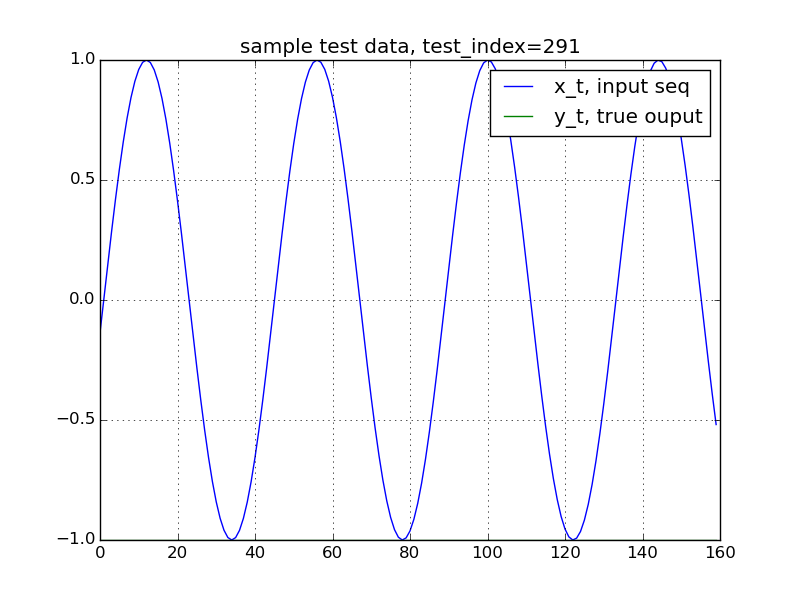 sample test data, test_index=291
x_t, input seq
y_t, true ouput
1.0
0.5
0.0
−0.5
−1.0
0 20 40 60 80 100 120 140 160